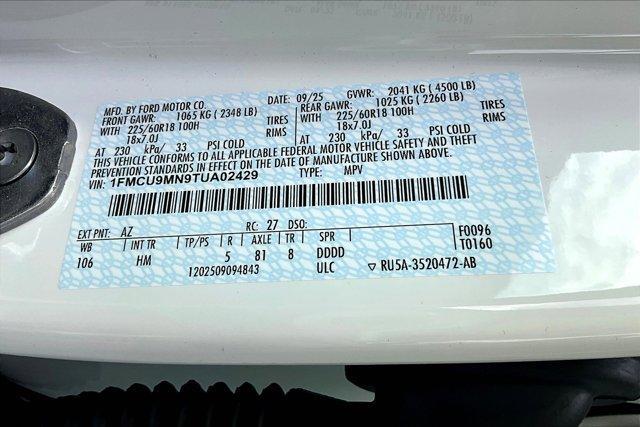 MFD. BY FORD MOTOR CO. DATE: 09/25 GVWR: 2041 KG ( 4500 LB)
FRONT GAWR: 1065 KG ( 2348 LB) REAR GAWR: 1025 KG ( 2260 LB)
WITH 225/60R18 100H TIRES WITH 225/60R18 100H TIRES
18x7.0J RIMS 18x7.0J RIMS
AT 230 kPa/ 33 PSI COLD AT 230 kPa/ 33 PSI COLD
THIS VEHICLE CONFORMS TO ALL APPLICABLE FEDERAL MOTOR VEHICLE SAFETY AND THEFT
PREVENTION STANDARDS IN EFFECT ON THE DATE OF MANUFACTURE SHOWN ABOVE.
VIN: 1FMCU9MN9TUA02429 TYPE: MPV
EXT PNT: AZ RC: 27 DSO: F0096
WB INT TR TP/PS R AXLE TR SPR T0160
106 HM 5 81 8 DDDD
1202509094843 ULC ▽ RU5A-3520472-AB